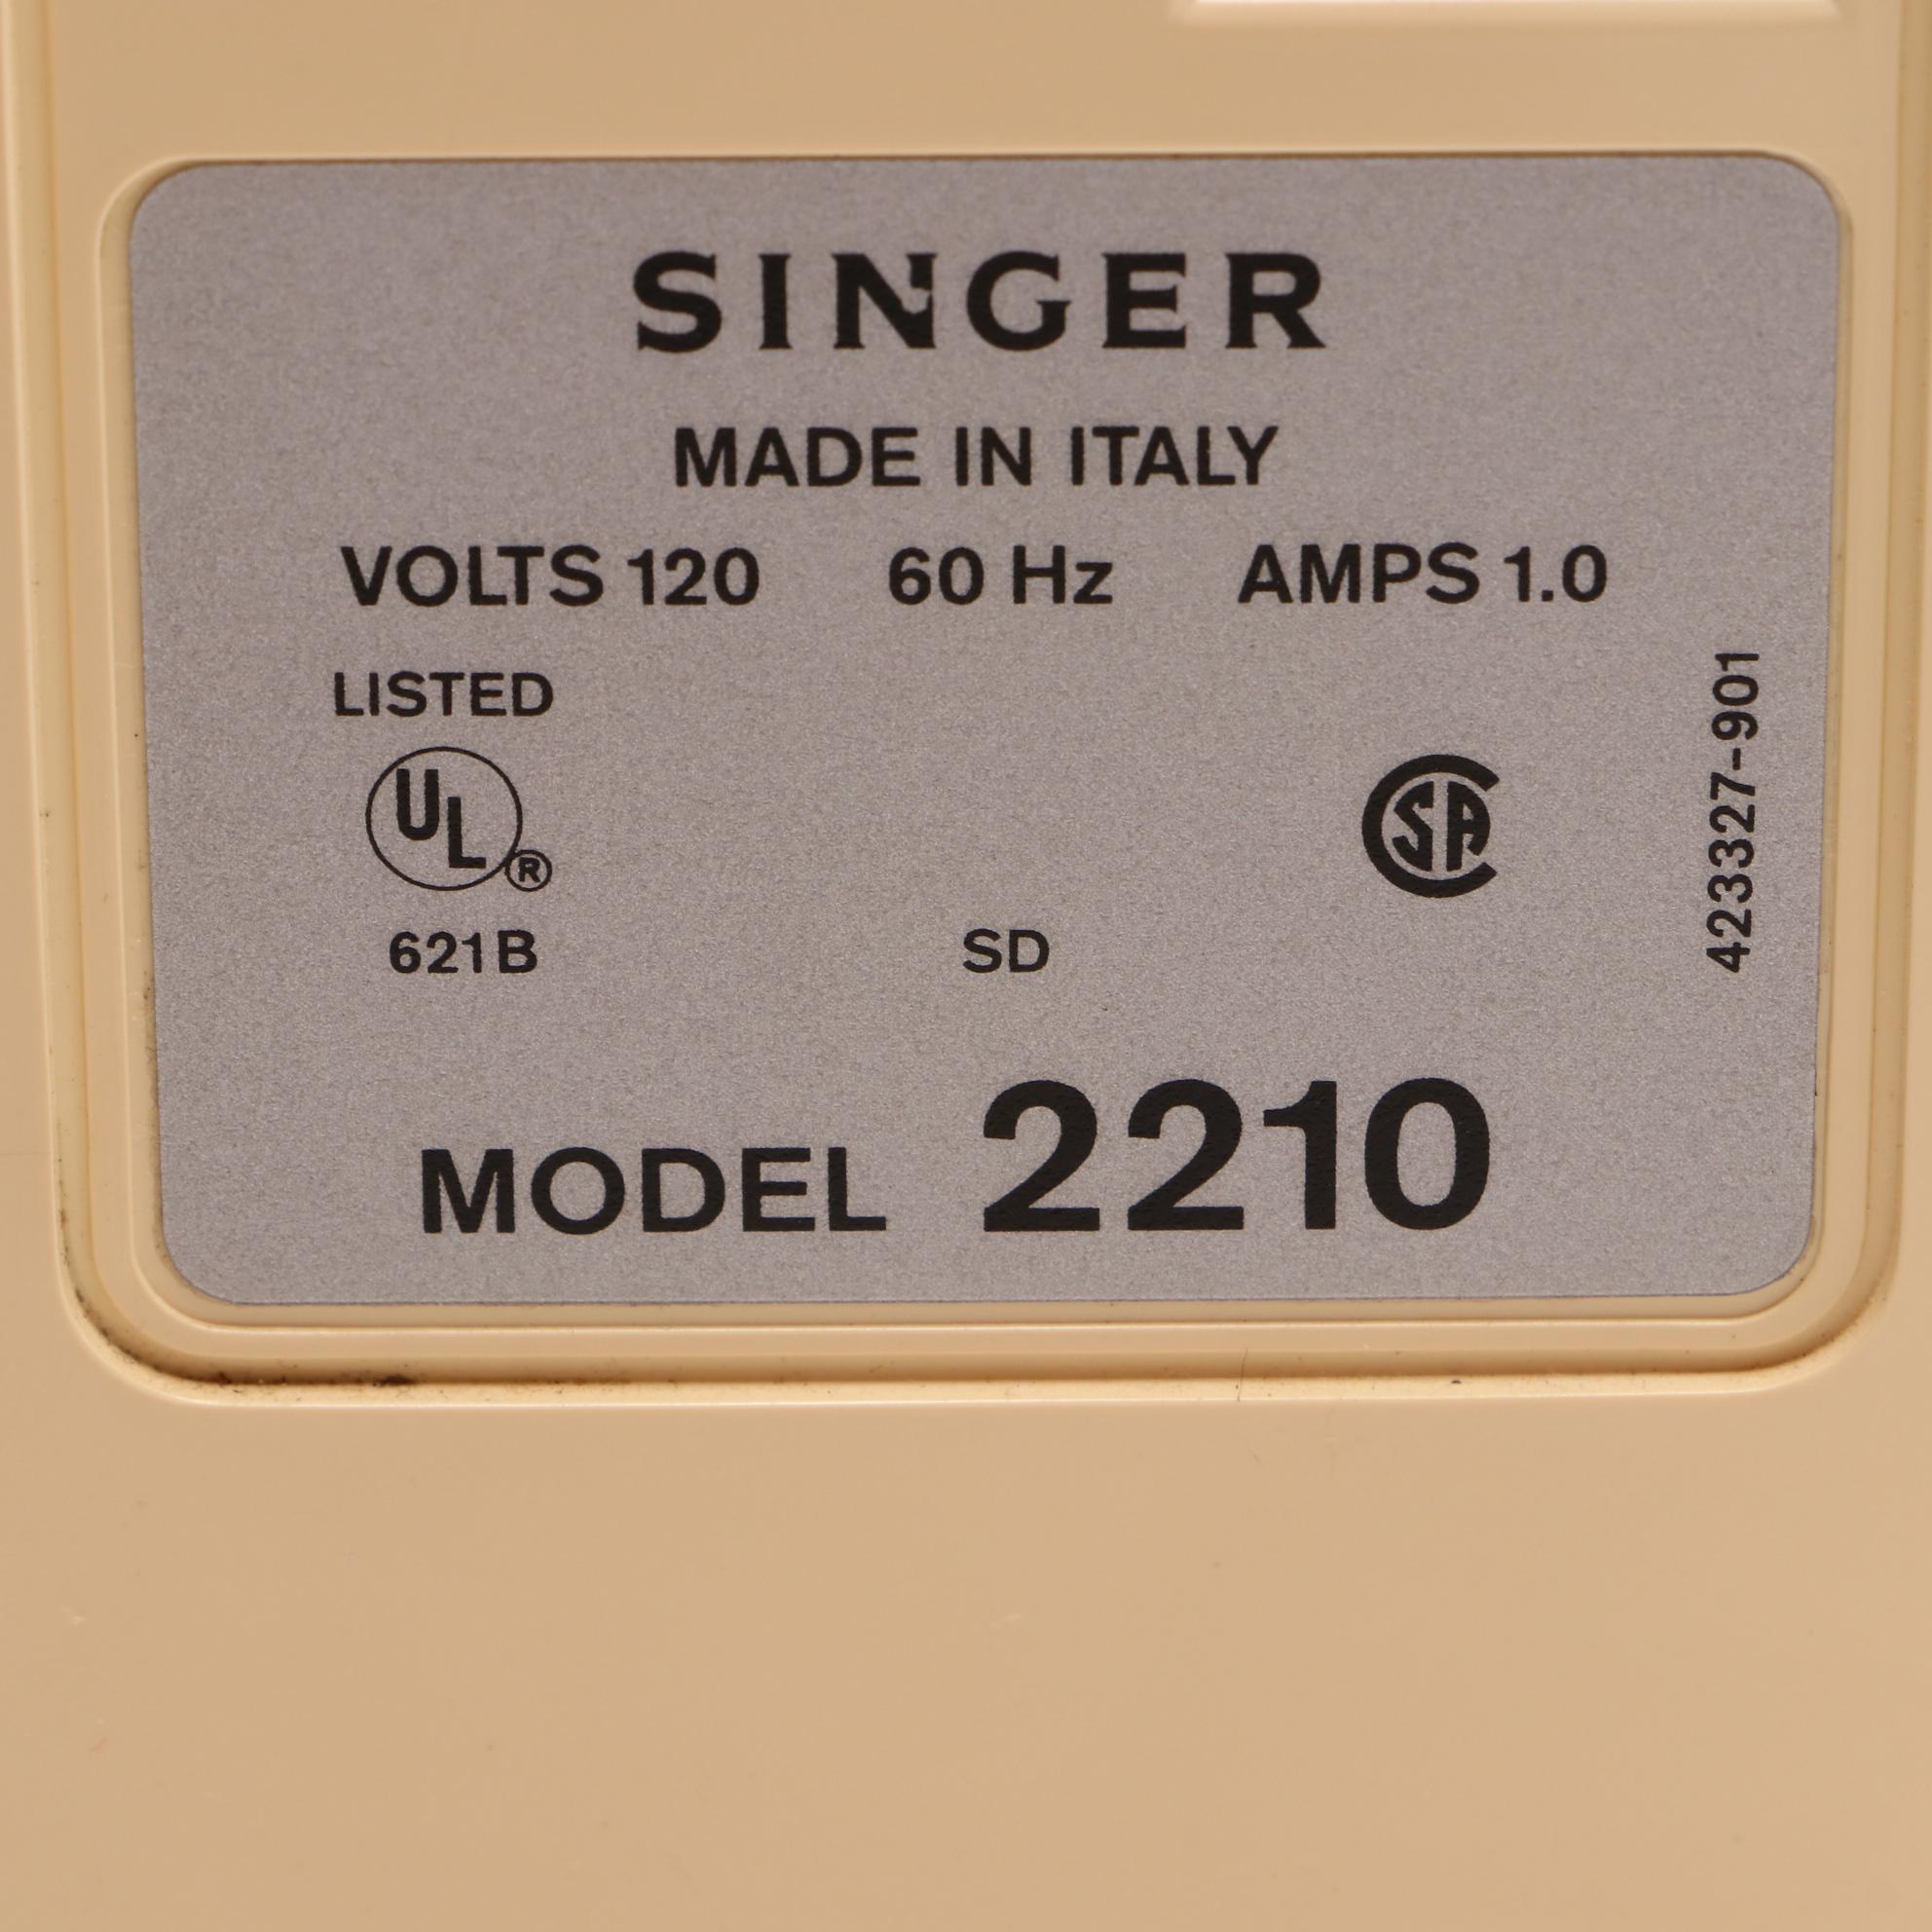 SINGER
MADE IN ITALY
VOLTS 120 60 Hz AMPS 1.0
LISTED
UL ®
CSA
423327-901
621B SD
MODEL 2210